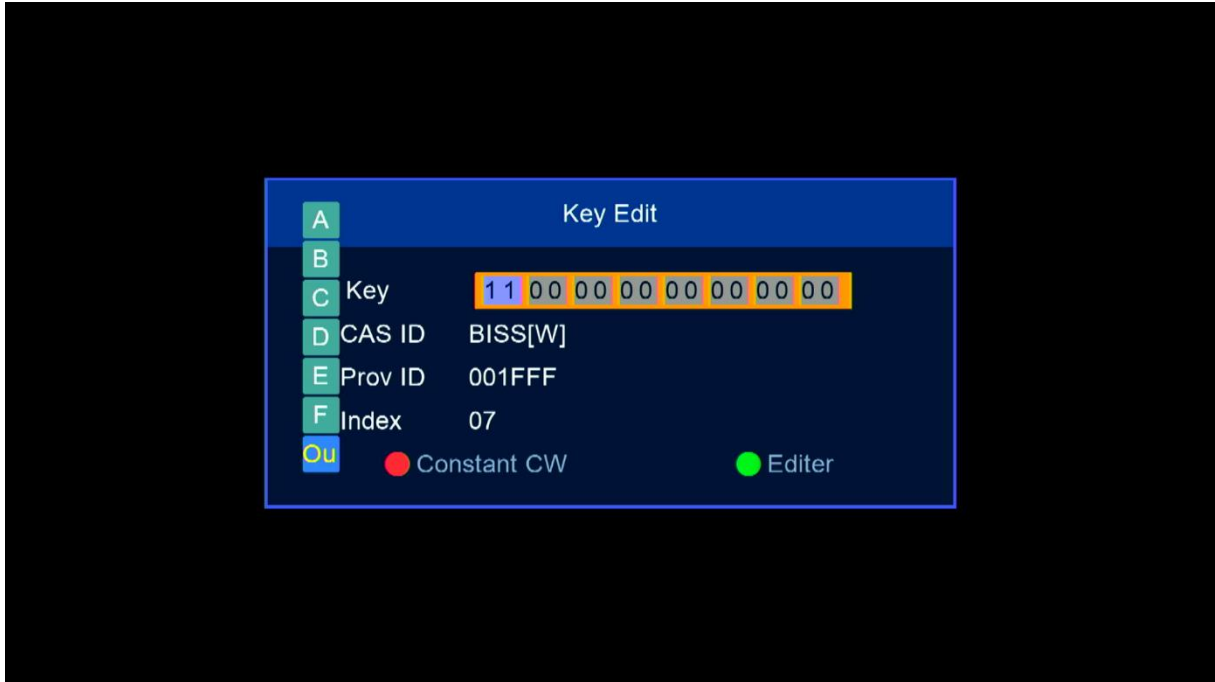 Key Edit
A
B
C
D
E
F
Ou
Key 11 00 00 00 00 00 00 00
CAS ID BISS[W]
Prov ID 001FFF
Index 07
Constant CW Editer